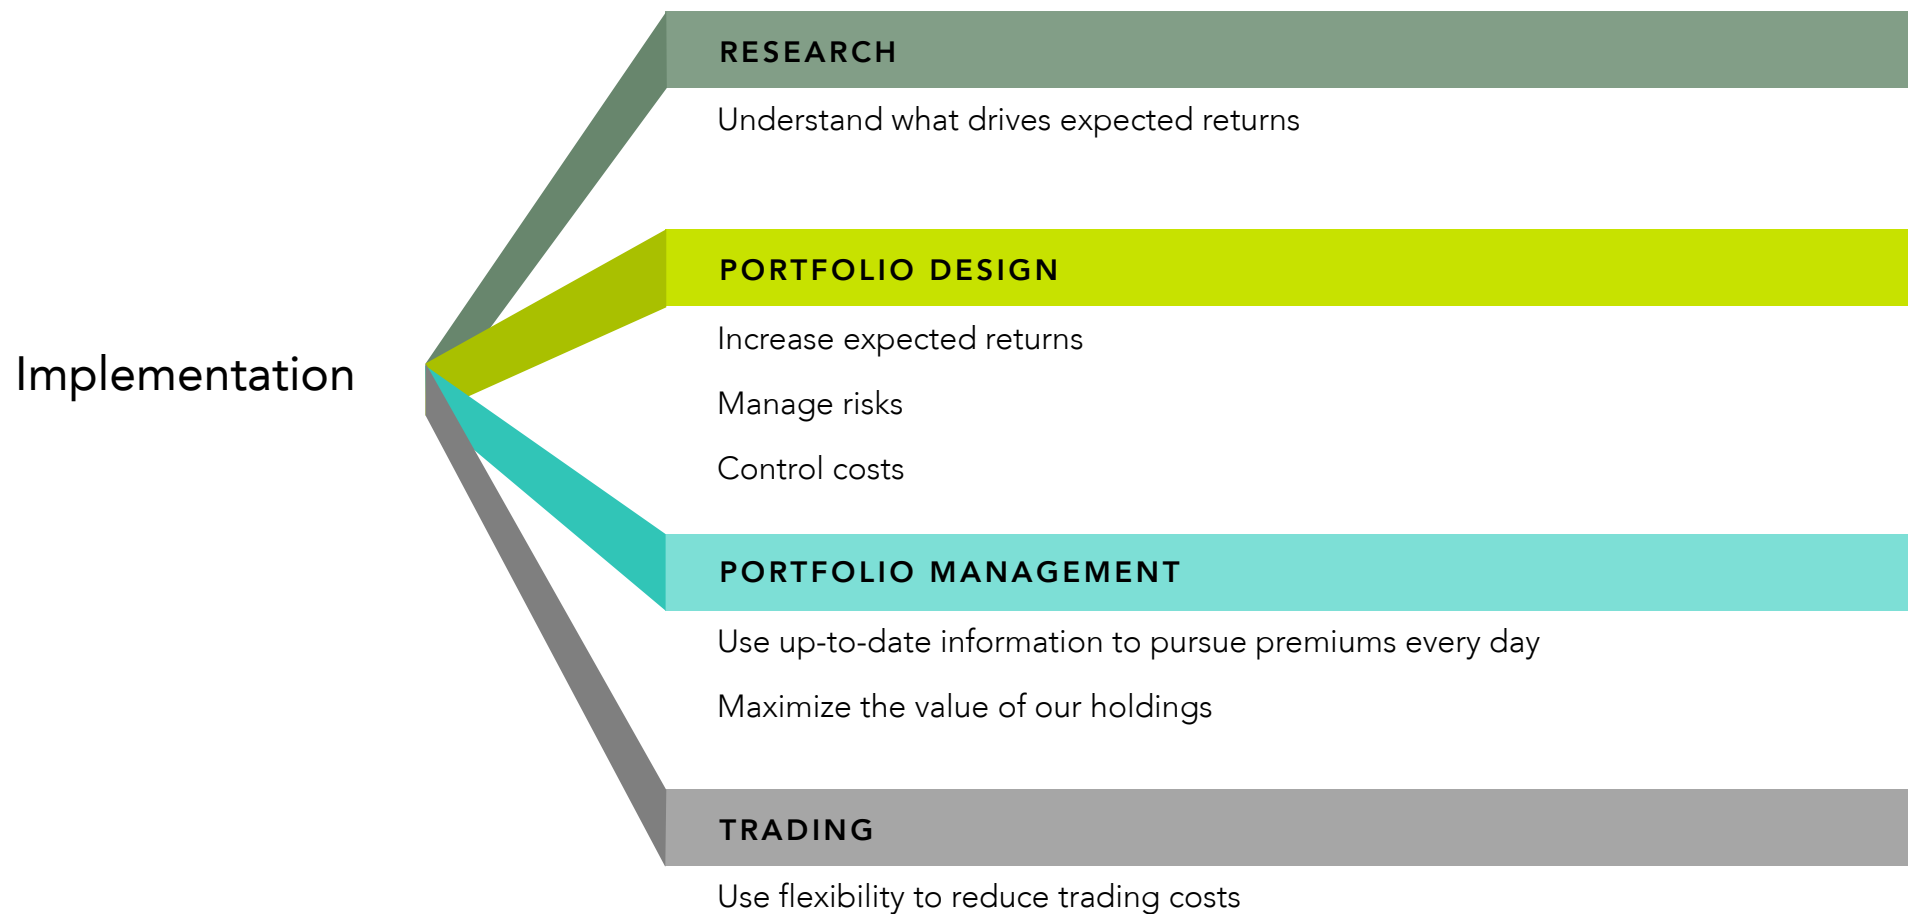 Implementation
RESEARCH
Understand what drives expected returns
PORTFOLIO DESIGN
Increase expected returns
Manage risks
Control costs
PORTFOLIO MANAGEMENT
Use up-to-date information to pursue premiums every day
Maximize the value of our holdings
TRADING
Use flexibility to reduce trading costs